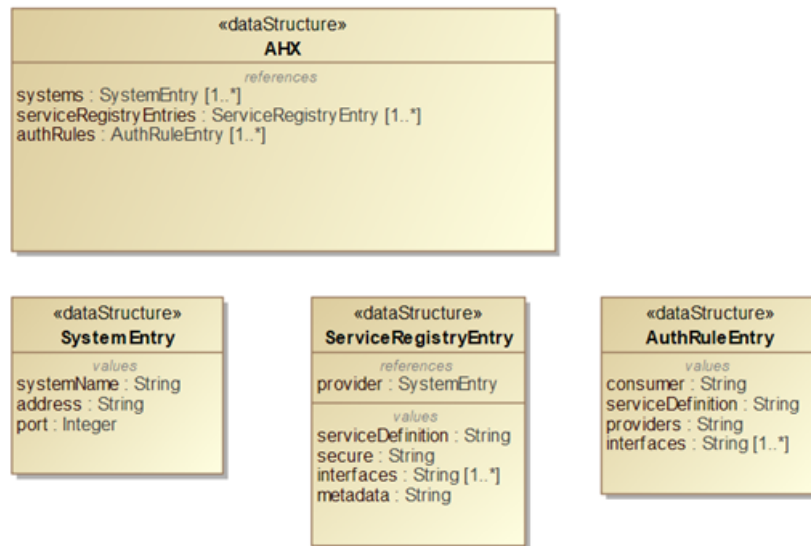 «dataStructure»
AHX
references
systems : SystemEntry [1..*]
serviceRegistryEntries : ServiceRegistryEntry [1..*]
authRules : AuthRuleEntry [1..*]
«dataStructure»
SystemEntry
values
systemName : String
address : String
port : Integer
«dataStructure»
ServiceRegistryEntry
references
provider : SystemEntry
values
serviceDefinition : String
secure : String
interfaces : String [1..*]
metadata : String
«dataStructure»
AuthRuleEntry
values
consumer : String
serviceDefinition : String
providers : String
interfaces : String [1..*]